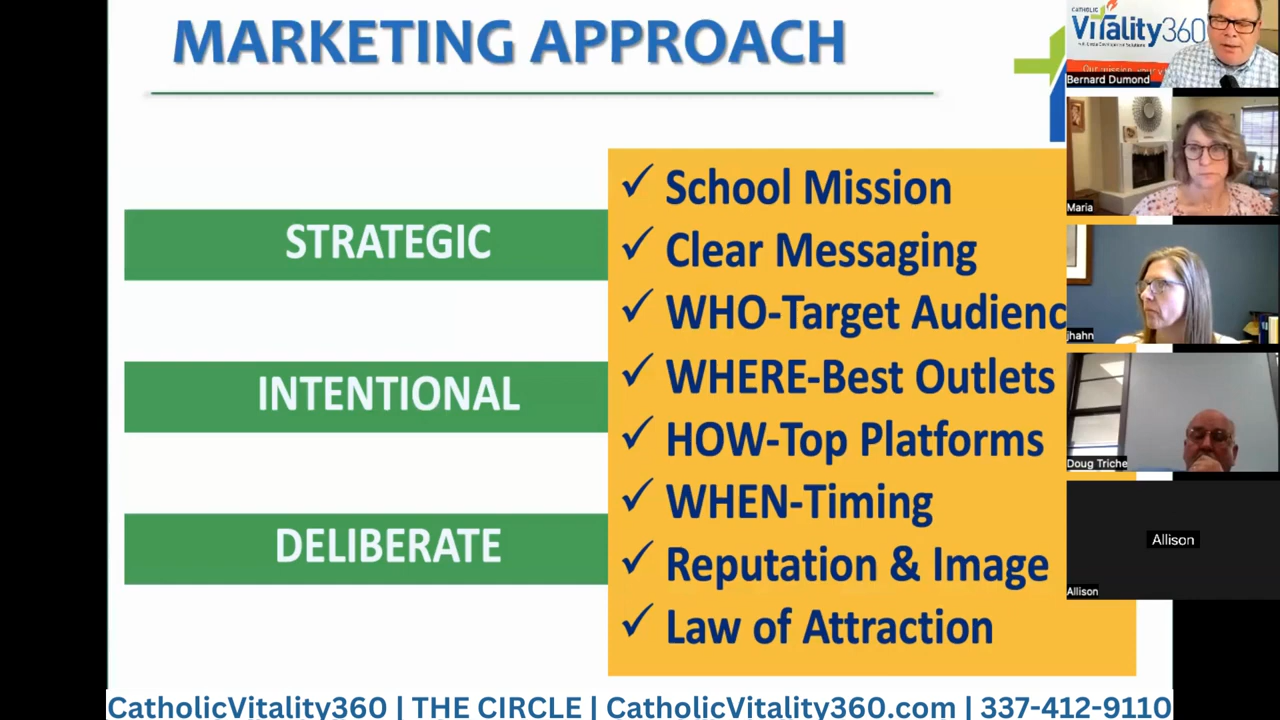 MARKETING APPROACH
STRATEGIC
INTENTIONAL
DELIBERATE
✓ School Mission
✓ Clear Messaging
✓ WHO-Target Audienc
✓ WHERE-Best Outlets
✓ HOW-Top Platforms
✓ WHEN-Timing
✓ Reputation & Image
✓ Law of Attraction
CATHOLIC
Vitality360
Bernard Dumond
Maria
jhahn
Doug Triche
Allison
Allison
CatholicVitality360 | THE CIRCLE | CatholicVitality360.com | 337-412-9110